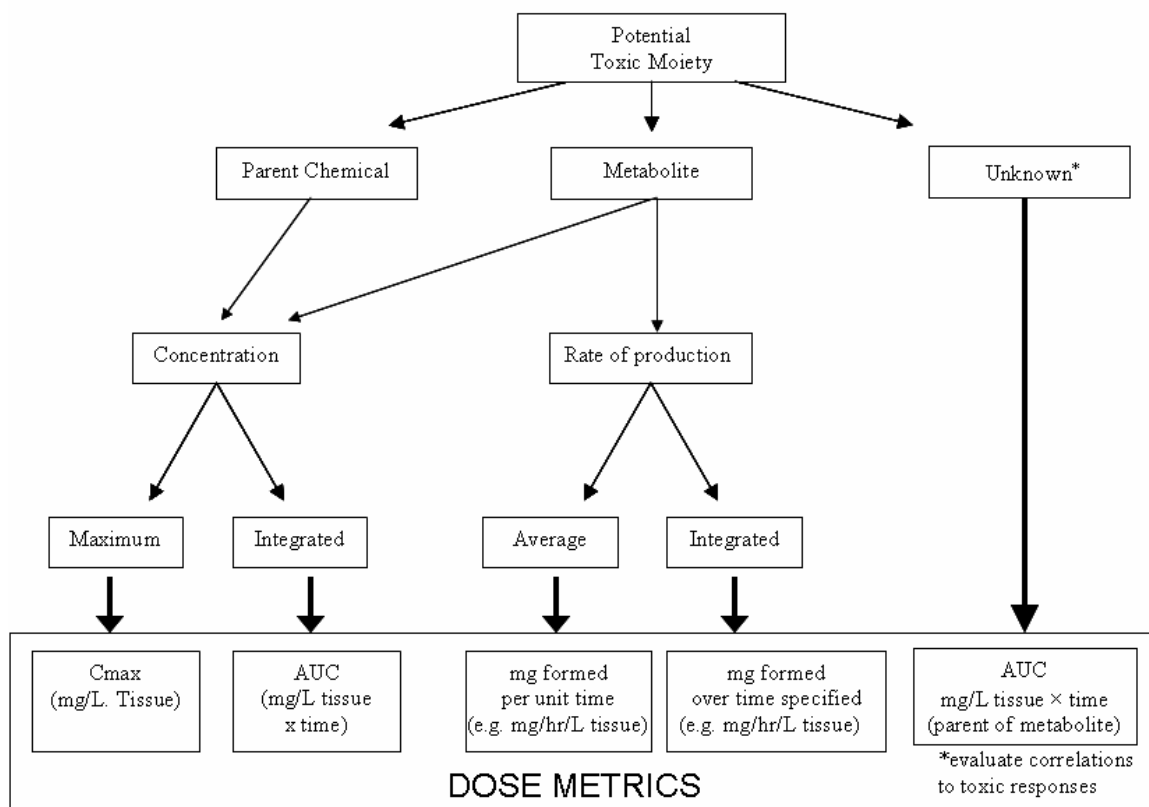 Potential
Toxic Moiety
Parent Chemical
Metabolite
Unknown*
Concentration
Rate of production
Maximum
Integrated
Average
Integrated
Cmax
(mg/L. Tissue)
AUC
(mg/L tissue
x time)
mg formed
per unit time
(e.g. mg/hr/L tissue)
mg formed
over time specified
(e.g. mg/hr/L tissue)
AUC
mg/L tissue × time
(parent of metabolite)
*evaluate correlations
to toxic responses
DOSE METRICS